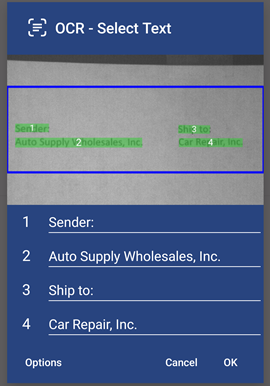 OCR - Select Text
Sender:
Ship to:
Auto Supply Wholesales, Inc.
Car Repair, Inc.
1 Sender:
2 Auto Supply Wholesales, Inc.
3 Ship to:
4 Car Repair, Inc.
Options Cancel OK